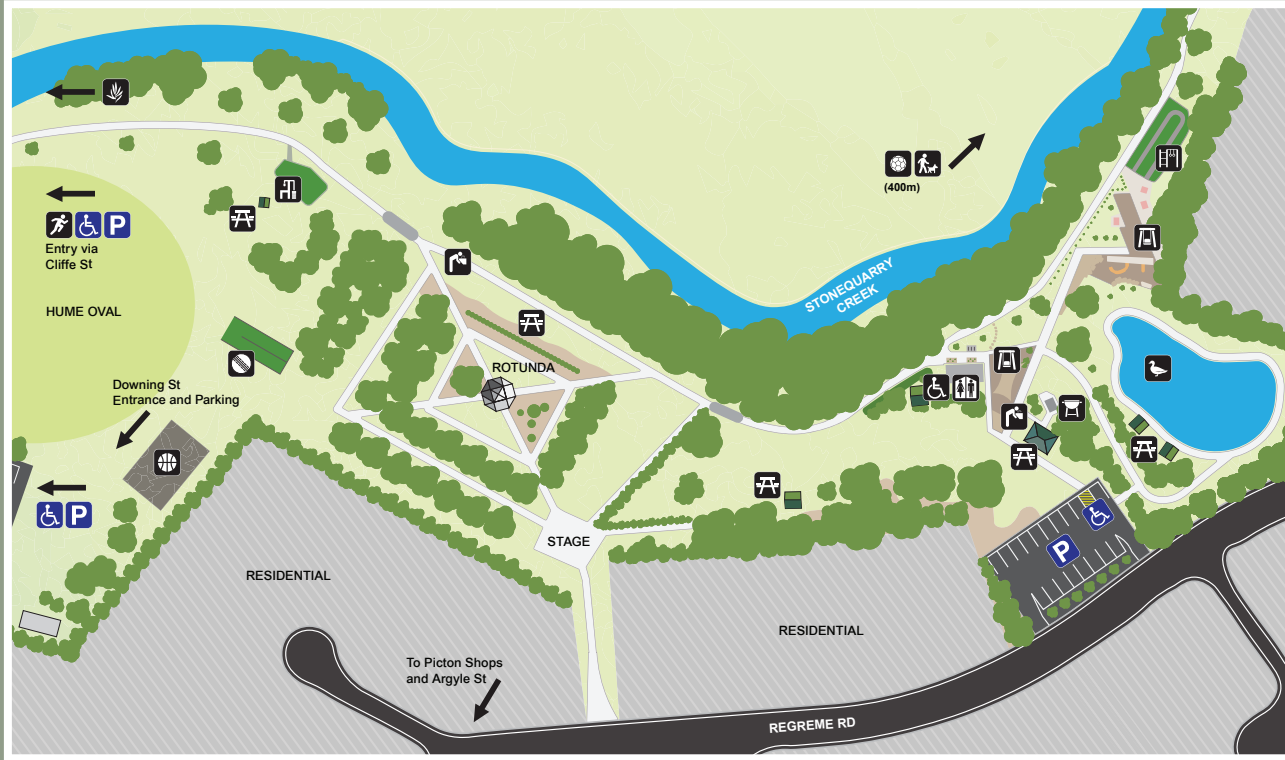 (400m)
Entry via
Cliffe St
HUME OVAL
STONEQUARRY
CREEK
ROTUNDA
Downing St
Entrance and Parking
P
P
STAGE
P
RESIDENTIAL
RESIDENTIAL
To Picton Shops
and Argyle St
REGREME RD